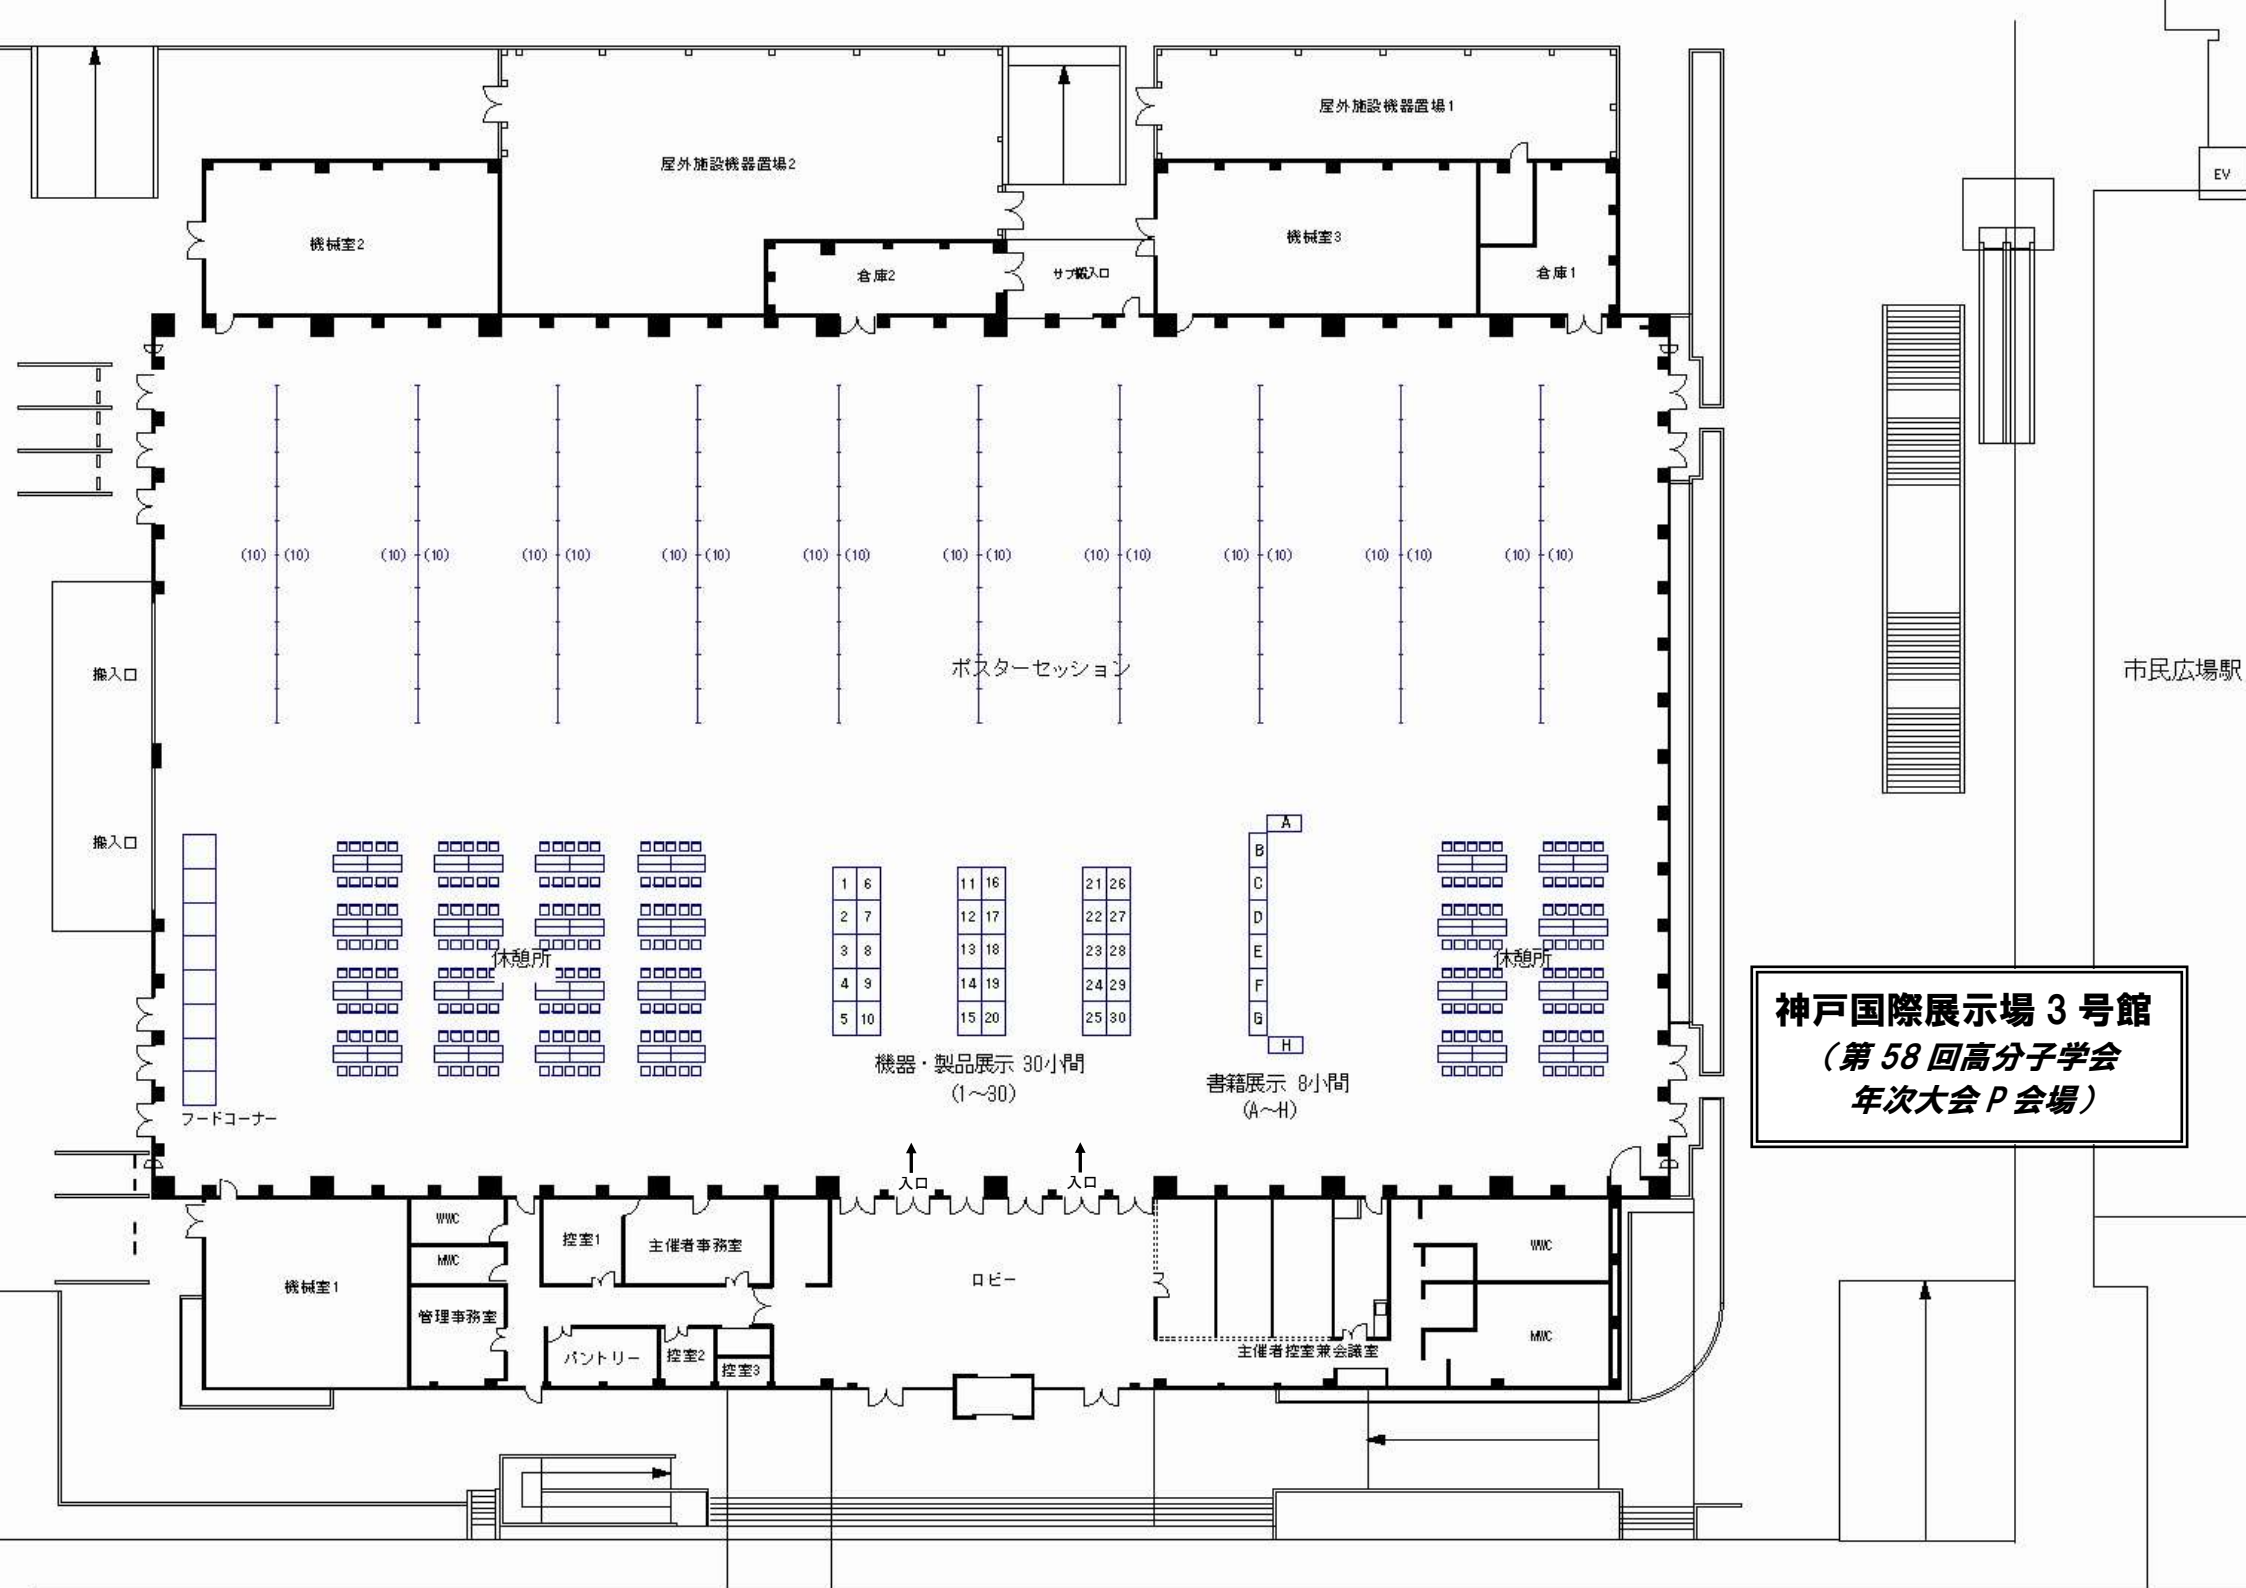 屋外施設機器置場1
屋外施設機器置場2
EV
機械室2
機械室3
倉庫2
サブ搬入口
倉庫1
(10) (10) (10) (10) (10) (10) (10) (10) (10) (10) (10) (10) (10) (10) (10) (10) (10) (10) (10) (10)
ポスターセッション
市民広場駅
搬入口
搬入口
A
B
C
D
E
F
G
H
1 6
2 7
3 8
4 9
5 10
11 16
12 17
13 18
14 19
15 20
21 26
22 27
23 28
24 29
25 30
休憩所
休憩所
機器・製品展示 30小間
(1～30)
書籍展示 8小間
(A～H)
フードコーナー
神戸国際展示場 3 号館
（第 58 回高分子学会
年次大会 P 会場）
入口
入口
WWC
MWC
控室1
主催者事務室
ロビー
機械室1
管理事務室
パントリー
控室2
控室3
主催者控室兼会議室
WWC
MWC